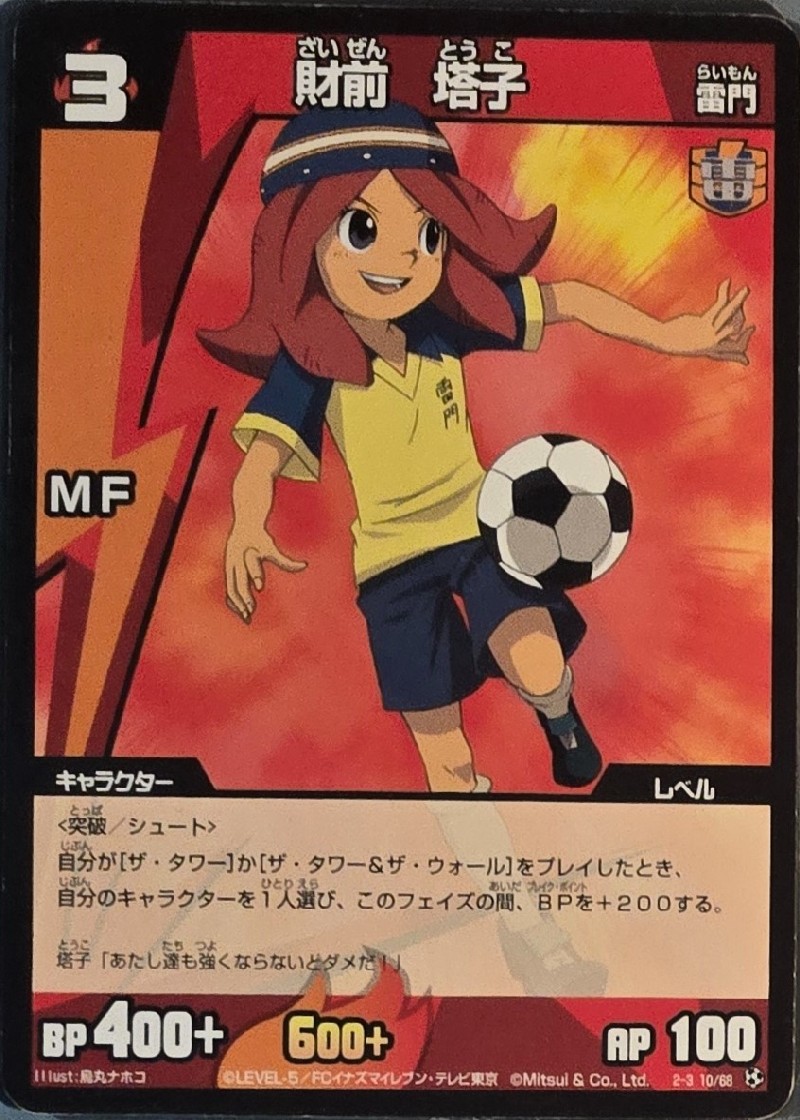 3
ざいぜん とうこ
財前 塔子
らいもん
雷門
雷
雷門
MF
キャラクター
レベル
とっぱ
<突破/シュート>
じぶん
自分が[ザ・タワー]か[ザ・タワー&ザ・ウォール]をプレイしたとき、
じぶん ひとりえら あいだ ブレイク・ポイント
自分のキャラクターを1人選び、このフェイズの間、BPを+200する。
とうこ たち つよ
塔子「あたし達も強くならないとダメだ!」
BP 400+ 600+ AP 100
Illust:烏丸ナホコ ©LEVEL-5/FCイナズマイレブン・テレビ東京 ©Mitsui & Co., Ltd. 2-3 10/68